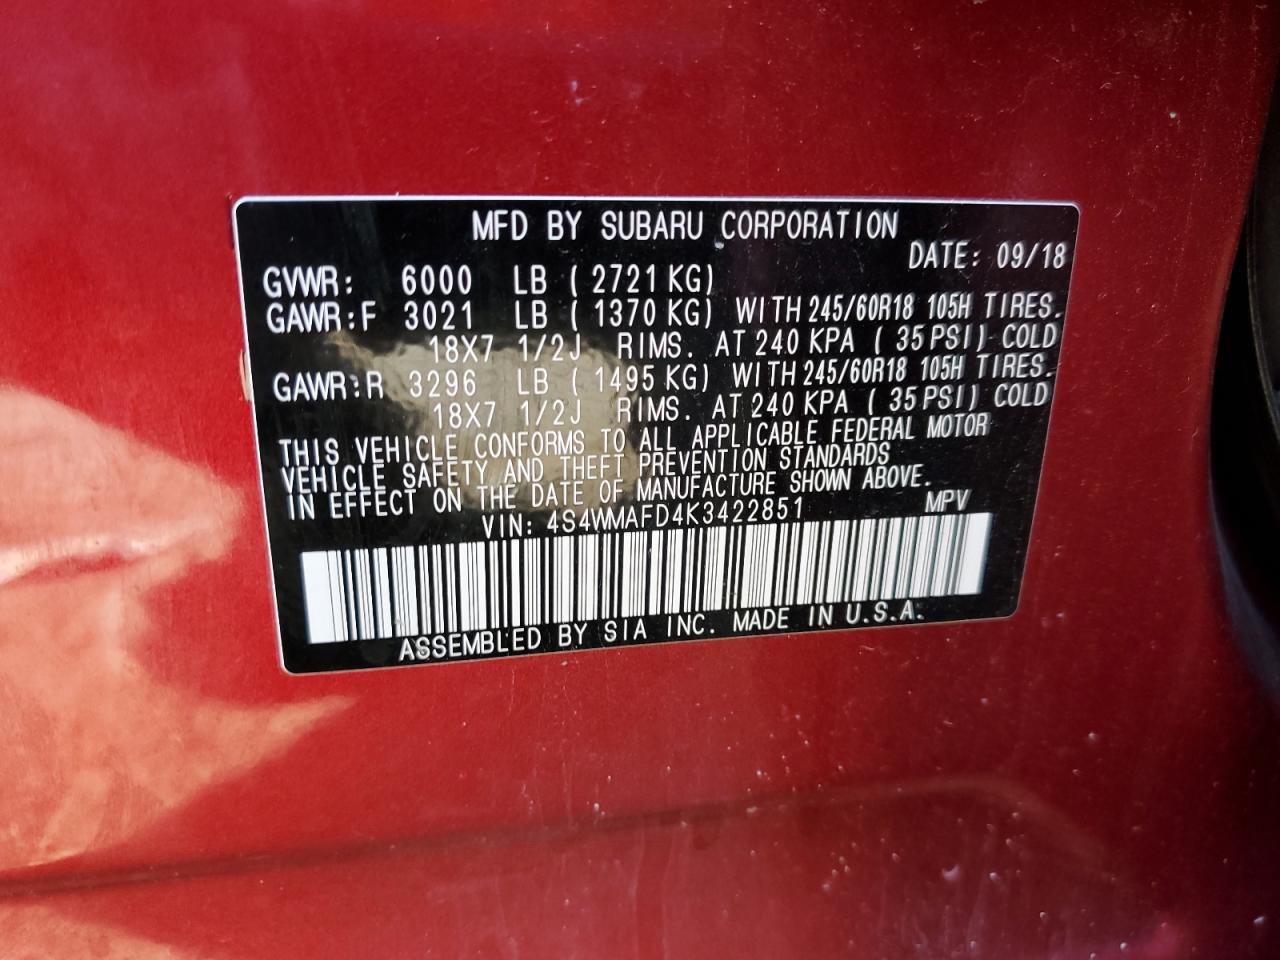 MFD BY SUBARU CORPORATION
DATE: 09/18
GVWR: 6000 LB ( 2721 KG)
GAWR:F 3021 LB ( 1370 KG) WITH 245/60R18 105H TIRES.
18X7 1/2J RIMS. AT 240 KPA ( 35 PSI) COLD
GAWR:R 3296 LB ( 1495 KG) WITH 245/60R18 105H TIRES.
18X7 1/2J RIMS. AT 240 KPA ( 35 PSI) COLD
THIS VEHICLE CONFORMS TO ALL APPLICABLE FEDERAL MOTOR
VEHICLE SAFETY AND THEFT PREVENTION STANDARDS
IN EFFECT ON THE DATE OF MANUFACTURE SHOWN ABOVE.
VIN: 4S4WMAFD4K3422851 MPV
ASSEMBLED BY SIA INC. MADE IN U.S.A.